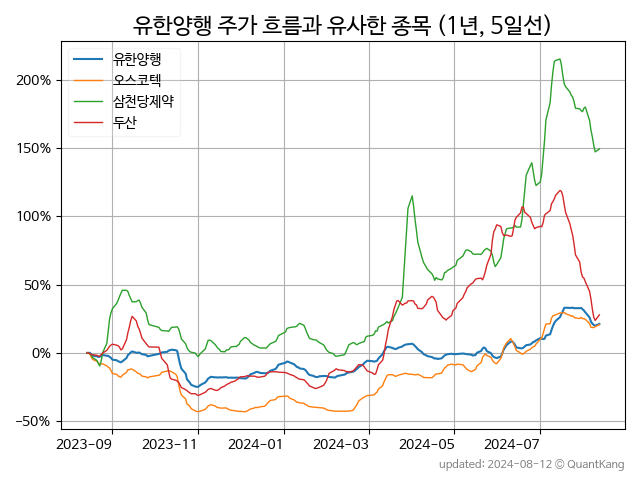 유한양행 주가 흐름과 유사한 종목 (1년, 5일선)
유한양행
오스코텍
삼천당제약
두산
200%
150%
100%
50%
0%
−50%
2023-09
2023-11
2024-01
2024-03
2024-05
2024-07
updated: 2024-08-12 © QuantKang